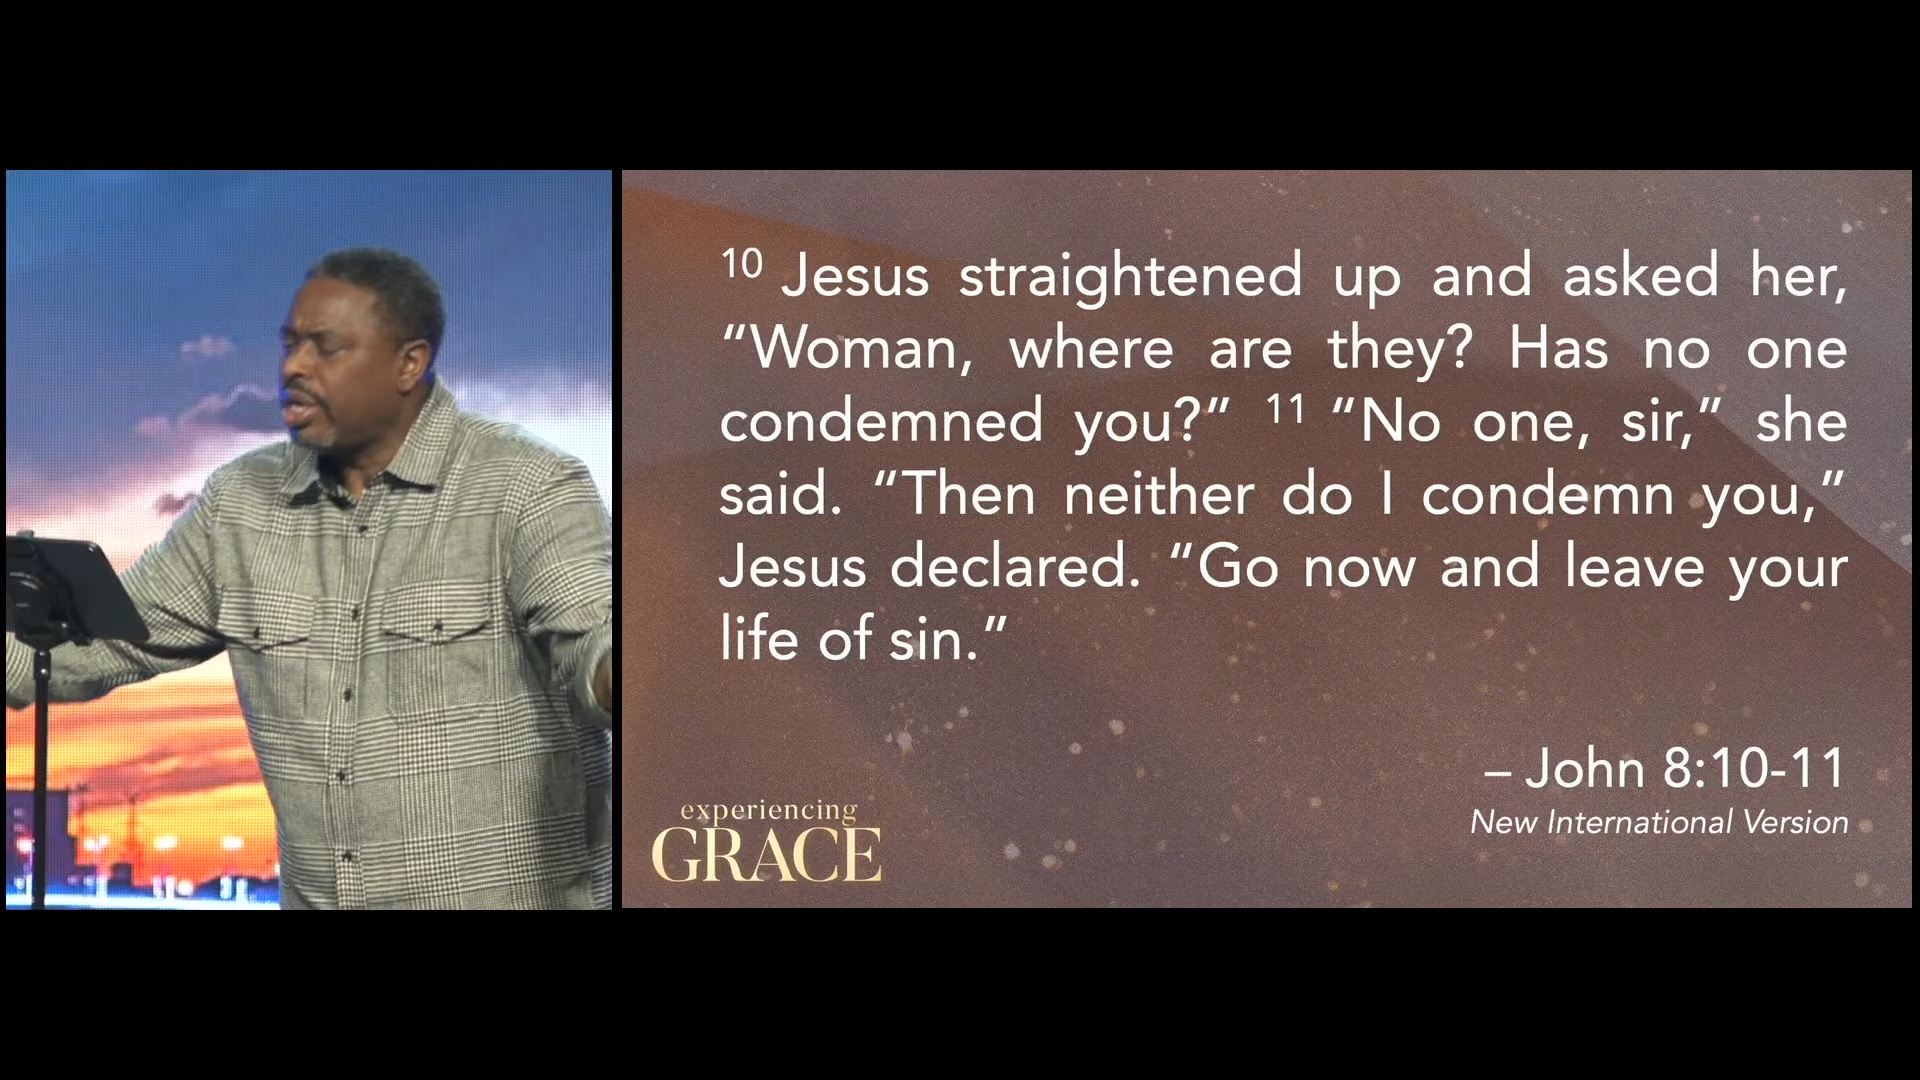 10 Jesus straightened up and asked her,
“Woman, where are they? Has no one
condemned you?” 11 “No one, sir,” she
said. “Then neither do I condemn you,”
Jesus declared. “Go now and leave your
life of sin.”
– John 8:10-11
New International Version
experiencing
GRACE